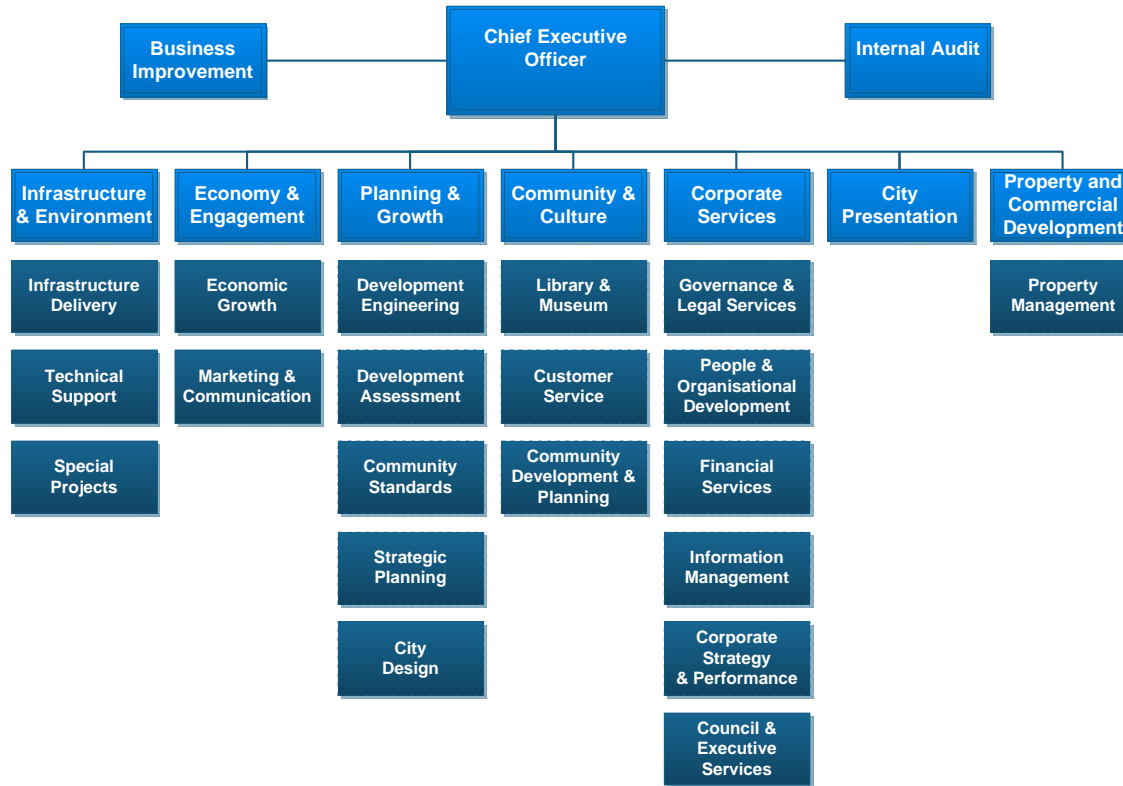 Business
Improvement
Chief Executive
Officer
Internal Audit
Infrastructure
& Environment
Economy &
Engagement
Planning &
Growth
Community &
Culture
Corporate
Services
City
Presentation
Property and
Commercial
Development
Infrastructure
Delivery
Economic
Growth
Development
Engineering
Library &
Museum
Governance &
Legal Services
Property
Management
Technical
Support
Marketing &
Communication
Development
Assessment
Customer
Service
People &
Organisational
Development
Special
Projects
Community
Standards
Community
Development &
Planning
Financial
Services
Strategic
Planning
Information
Management
City
Design
Corporate
Strategy
& Performance
Council &
Executive
Services